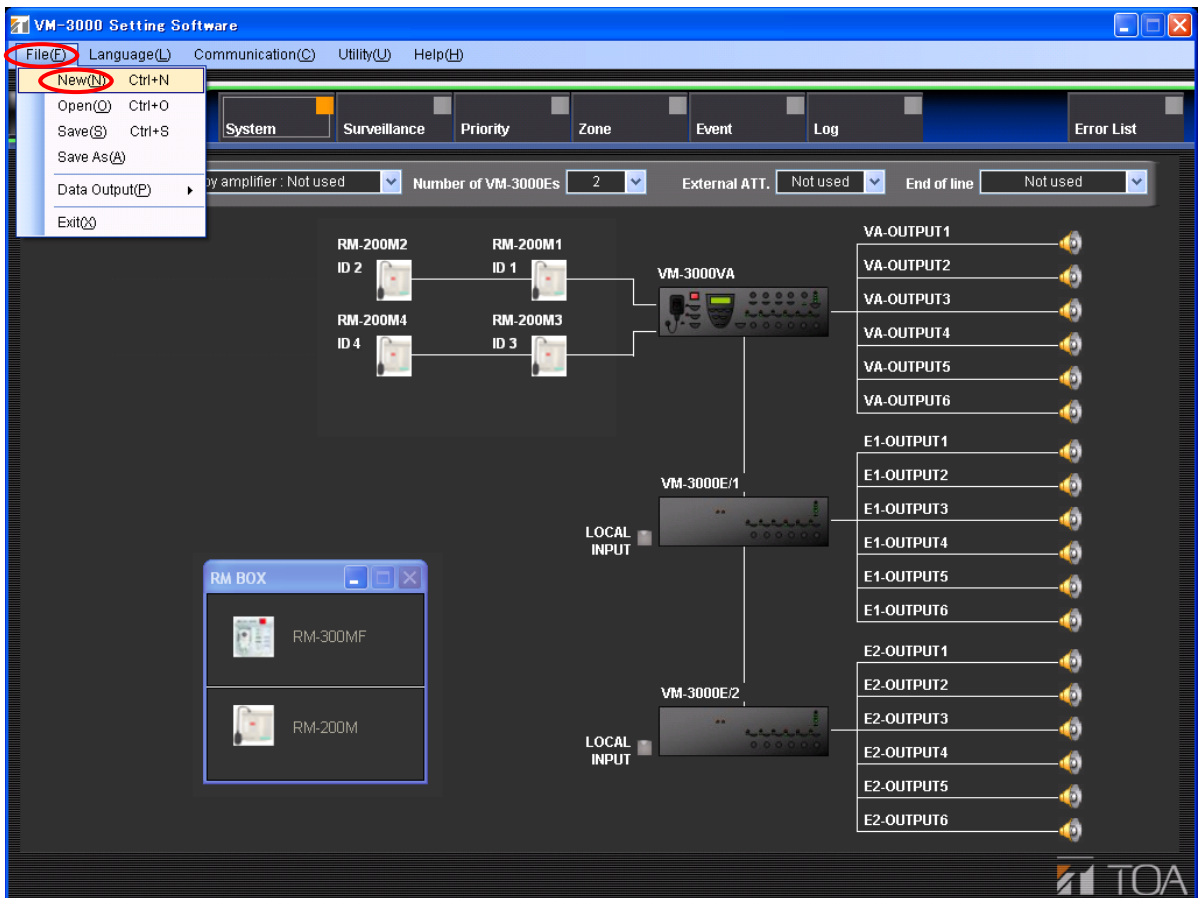 VM-3000 Setting Software
File(F) Language(L) Communication(C) Utility(U) Help(H)
New(N) Ctrl+N
Open(O) Ctrl+O
Save(S) Ctrl+S
Save As(A)
Data Output(P)
Exit(X)
System Surveillance Priority Zone Event Log Error List
by amplifier : Not used Number of VM-3000Es 2 External ATT. Not used End of line Not used
RM-200M2
ID 2
RM-200M1
ID 1
RM-200M4
ID 4
RM-200M3
ID 3
VM-3000VA
VA-OUTPUT1
VA-OUTPUT2
VA-OUTPUT3
VA-OUTPUT4
VA-OUTPUT5
VA-OUTPUT6
VM-3000E/1
LOCAL
INPUT
E1-OUTPUT1
E1-OUTPUT2
E1-OUTPUT3
E1-OUTPUT4
E1-OUTPUT5
E1-OUTPUT6
RM BOX
RM-300MF
RM-200M
VM-3000E/2
LOCAL
INPUT
E2-OUTPUT1
E2-OUTPUT2
E2-OUTPUT3
E2-OUTPUT4
E2-OUTPUT5
E2-OUTPUT6
TOA